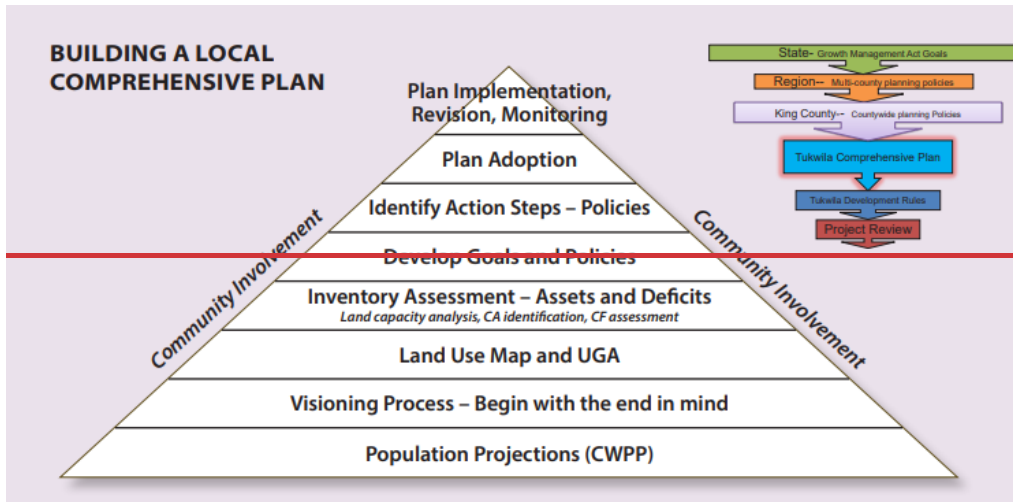 BUILDING A LOCAL
COMPREHENSIVE PLAN
Plan Implementation,
Revision, Monitoring
Plan Adoption
Identify Action Steps – Policies
Develop Goals and Policies
Inventory Assessment – Assets and Deficits
Land capacity analysis, CA identification, CF assessment
Land Use Map and UGA
Visioning Process – Begin with the end in mind
Population Projections (CWPP)
Community Involvement
Community Involvement
State- Growth Management Act Goals
Region-- Multi-county planning policies
King County-- Countywide planning Policies
Tukwila Comprehensive Plan
Tukwila Development Rules
Project Review